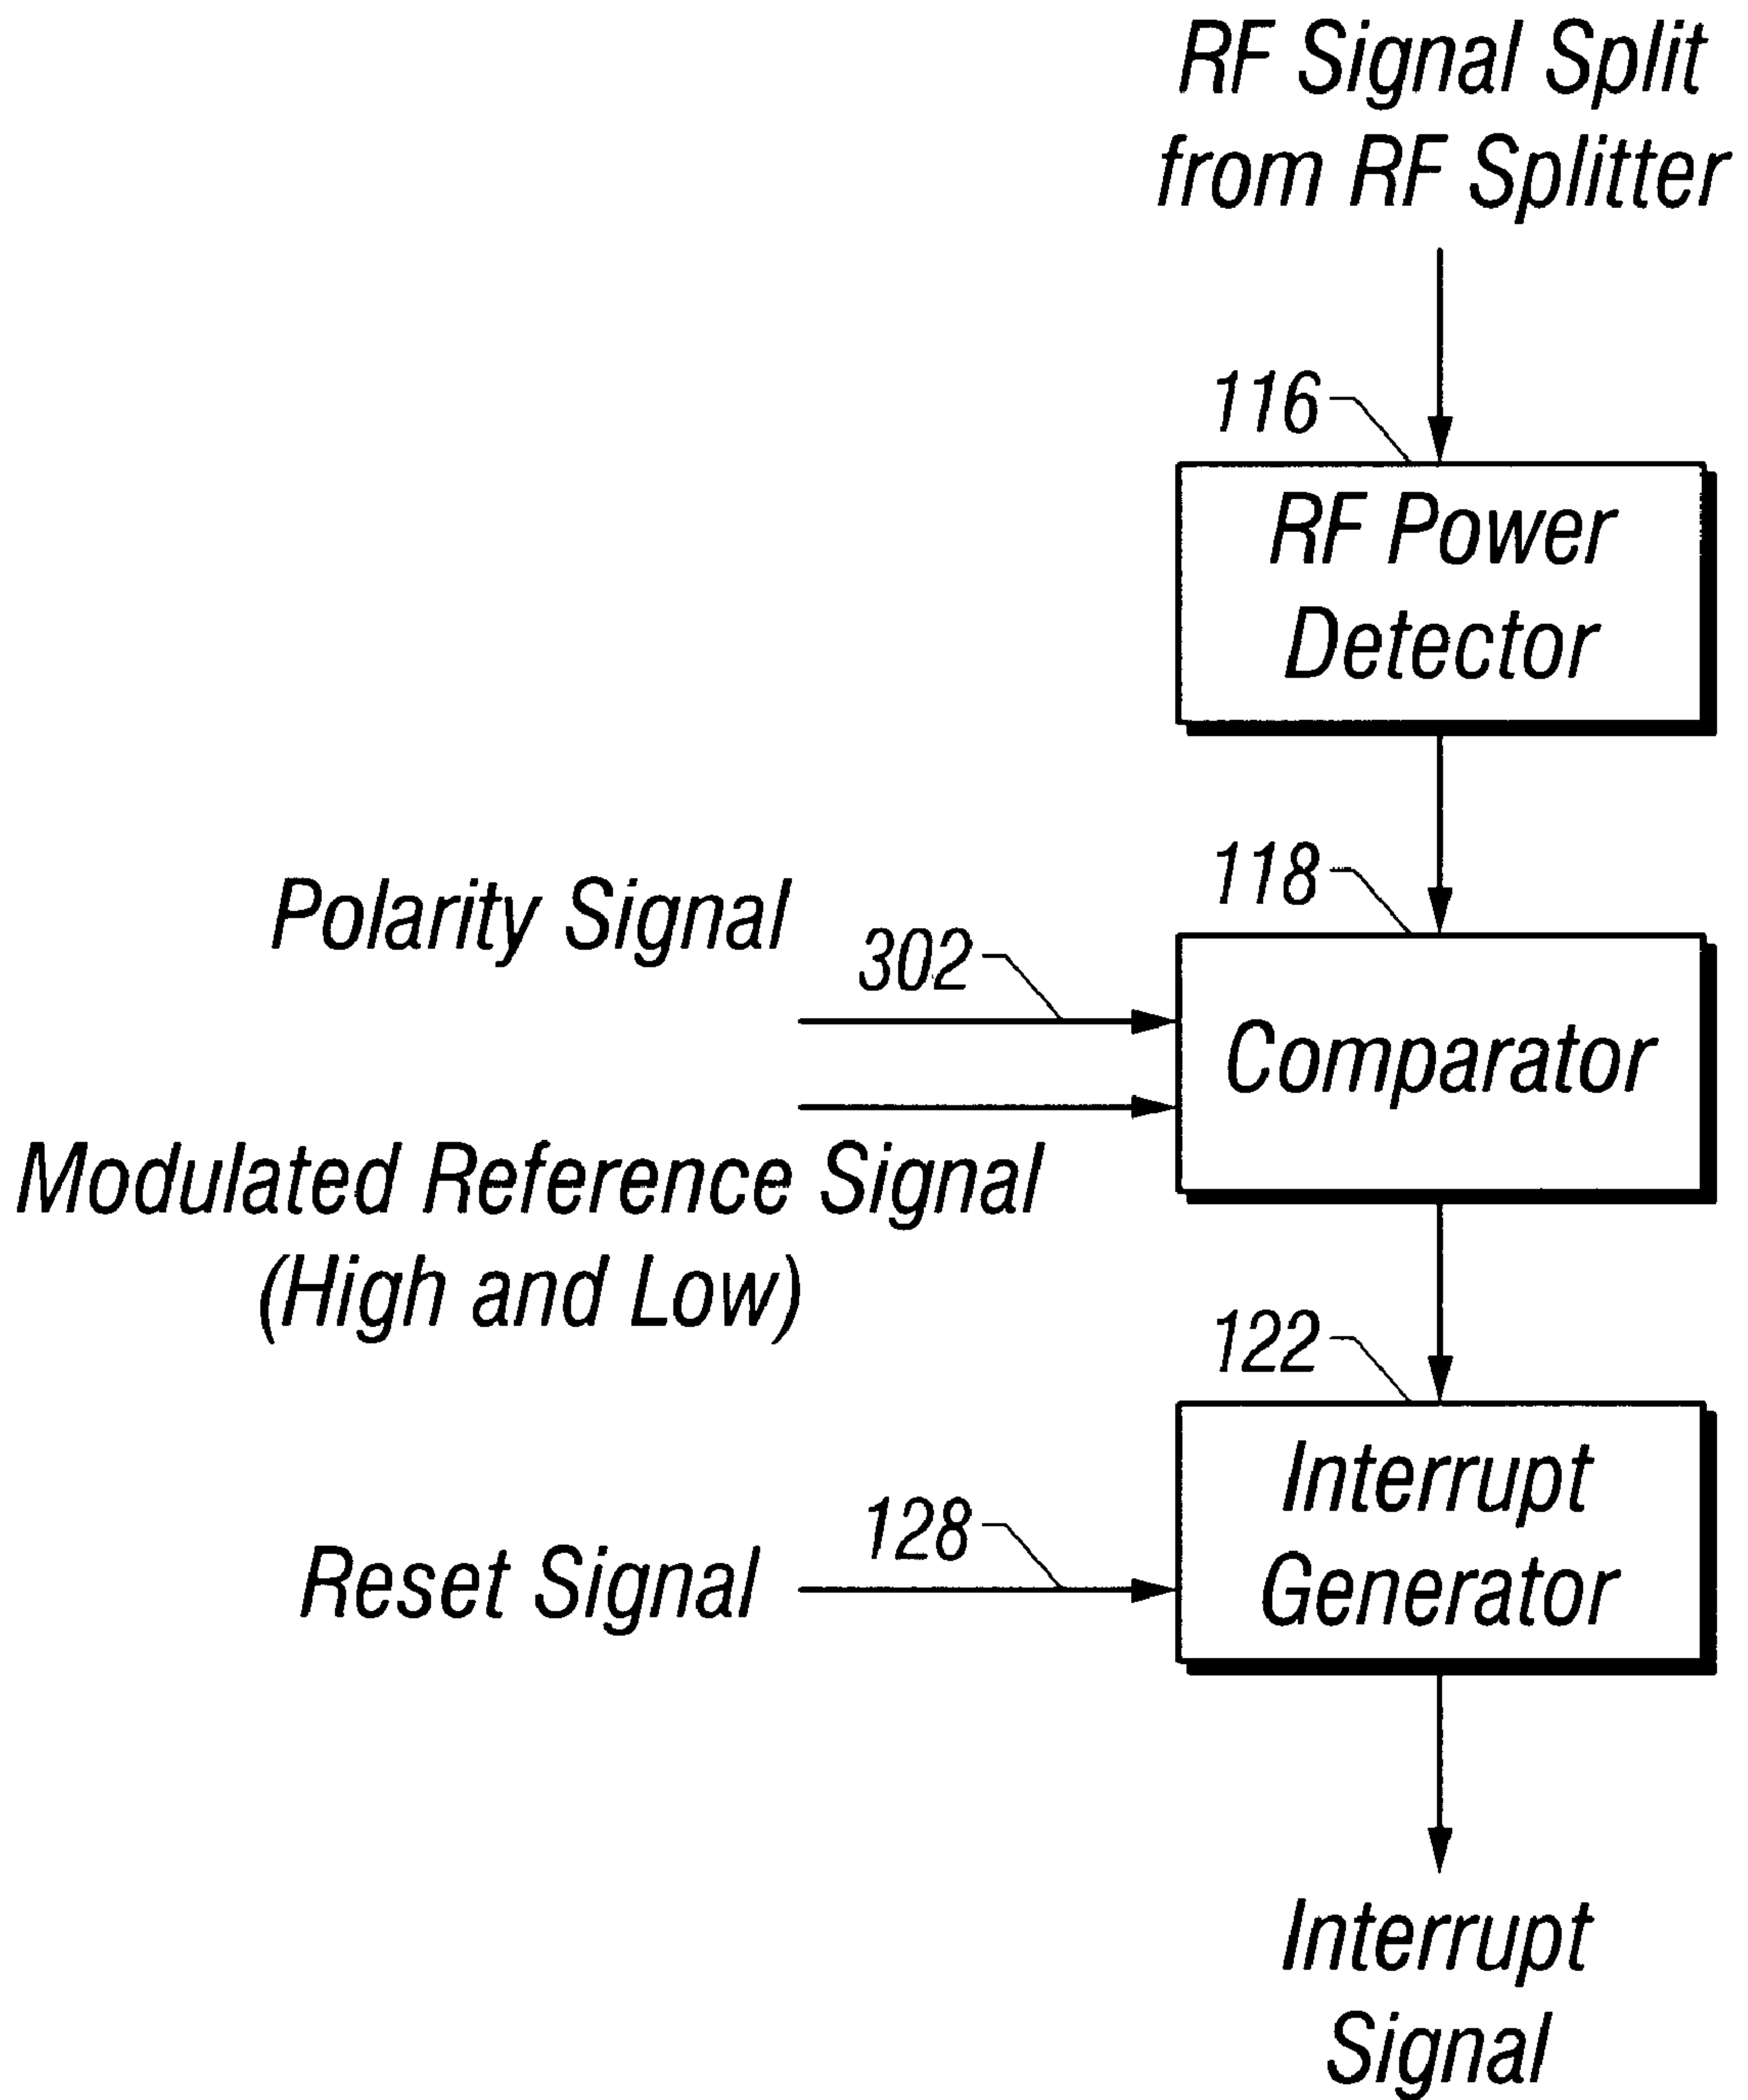 RF Signal Split
from RF Splitter
116
RF Power
Detector
118
Polarity Signal
302
Comparator
Modulated Reference Signal
(High and Low)
122
Interrupt
Generator
128
Reset Signal
Interrupt
Signal